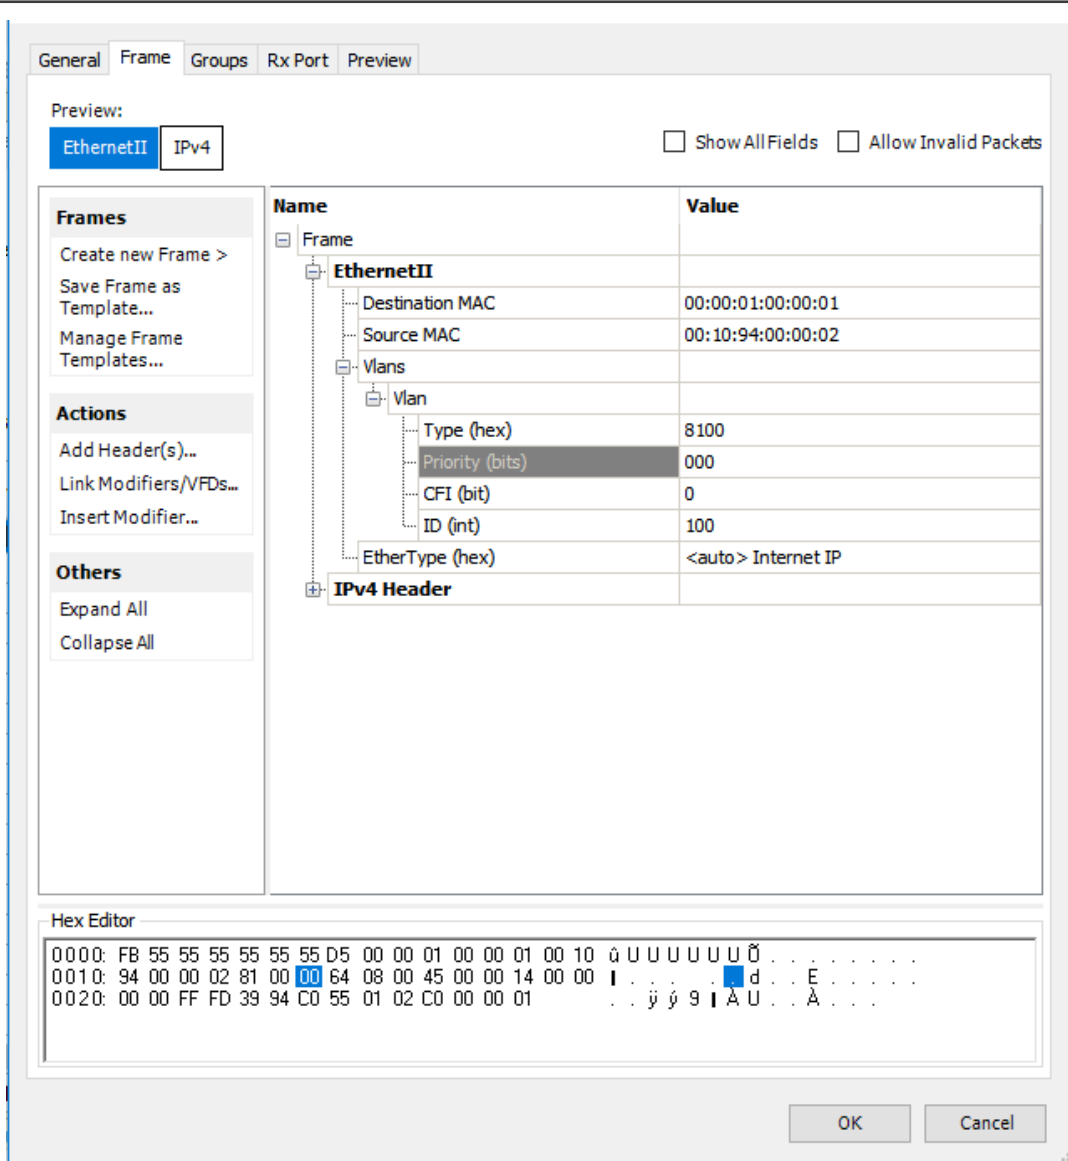 General Frame Groups Rx Port Preview
Preview:
EthernetII IPv4
Show All Fields Allow Invalid Packets
Frames
Create new Frame >
Save Frame as
Template...
Manage Frame
Templates...
Actions
Add Header(s)...
Link Modifiers/VFDs...
Insert Modifier...
Others
Expand All
Collapse All
Name Value
Frame
EthernetII
Destination MAC 00:00:01:00:00:01
Source MAC 00:10:94:00:00:02
Vlans
Vlan
Type (hex) 8100
Priority (bits) 000
CFI (bit) 0
ID (int) 100
EtherType (hex) <auto> Internet IP
IPv4 Header
Hex Editor
0000: FB 55 55 55 55 55 55 D5 00 00 01 00 00 01 00 10 û U U U U U U Õ . . . . . . . .
0010: 94 00 00 02 81 00 00 64 08 00 45 00 00 14 00 00 . . . . . d . . E . . . . .
0020: 00 00 FF FD 39 94 C0 55 01 02 C0 00 00 01 . . ÿ ý 9 À U . . À . . .
OK Cancel